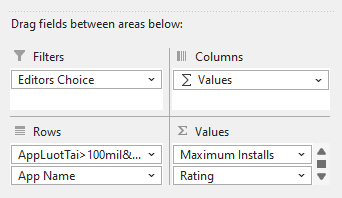 Drag fields between areas below:
Filters
Columns
Editors Choice
Σ Values
Rows
Σ Values
AppLuotTai>100mil&...
Maximum Installs
App Name
Rating